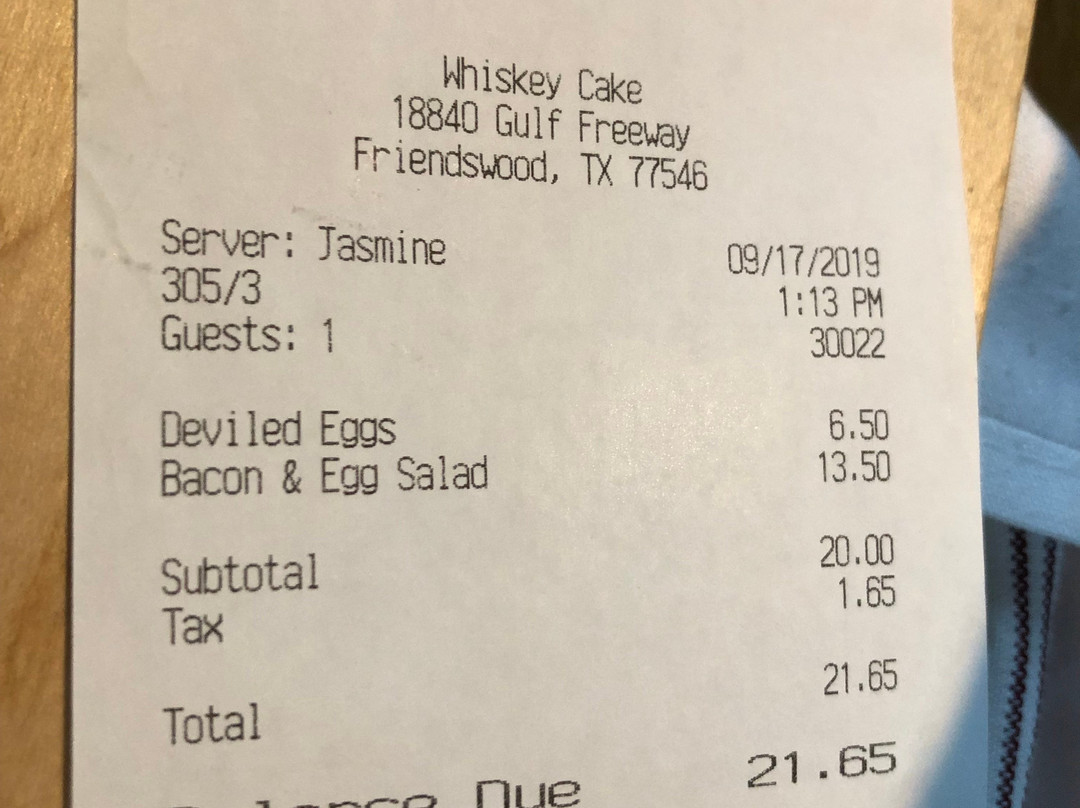 Whiskey Cake
18840 Gulf Freeway
Friendswood, TX 77546
Server: Jasmine 09/17/2019
305/3 1:13 PM
Guests: 1 30022
Deviled Eggs 6.50
Bacon & Egg Salad 13.50
Subtotal 20.00
Tax 1.65
Total 21.65
Balance Due 21.65